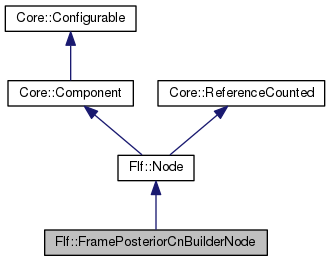 Core::Configurable
Core::Component
Core::ReferenceCounted
Flf::Node
Flf::FramePosteriorCnBuilderNode